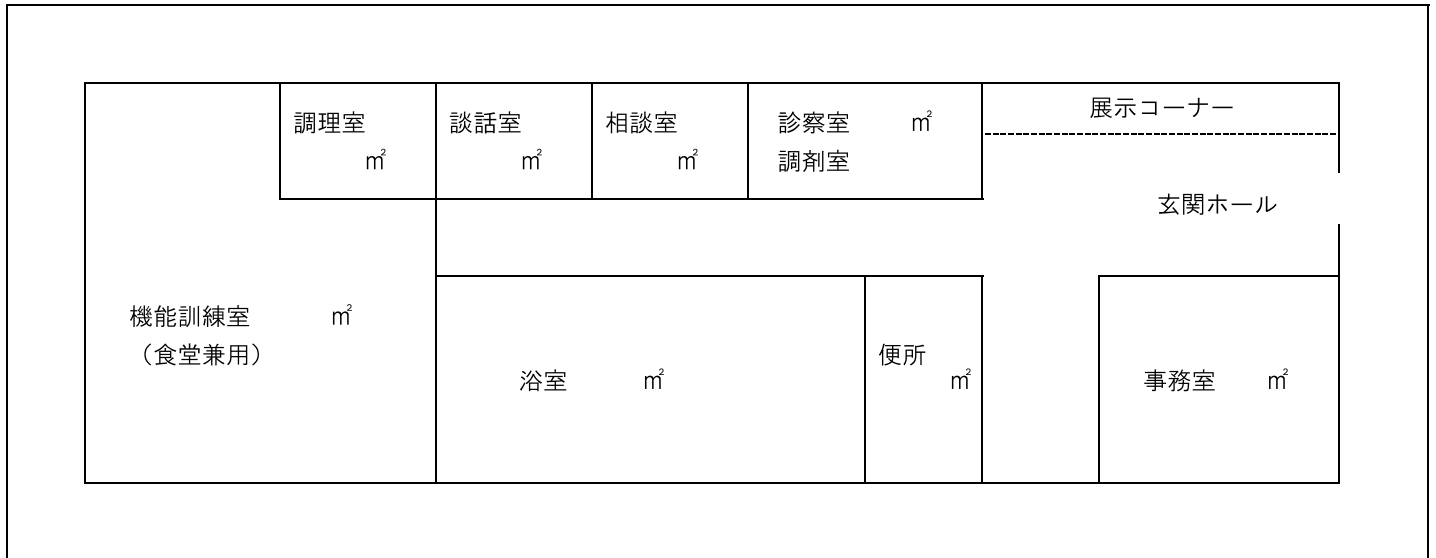 展示コーナー
調理室
㎡
談話室
㎡
相談室
㎡
診察室 ㎡
調剤室
玄関ホール
機能訓練室 ㎡
（食堂兼用）
浴室 ㎡
便所
㎡
事務室 ㎡